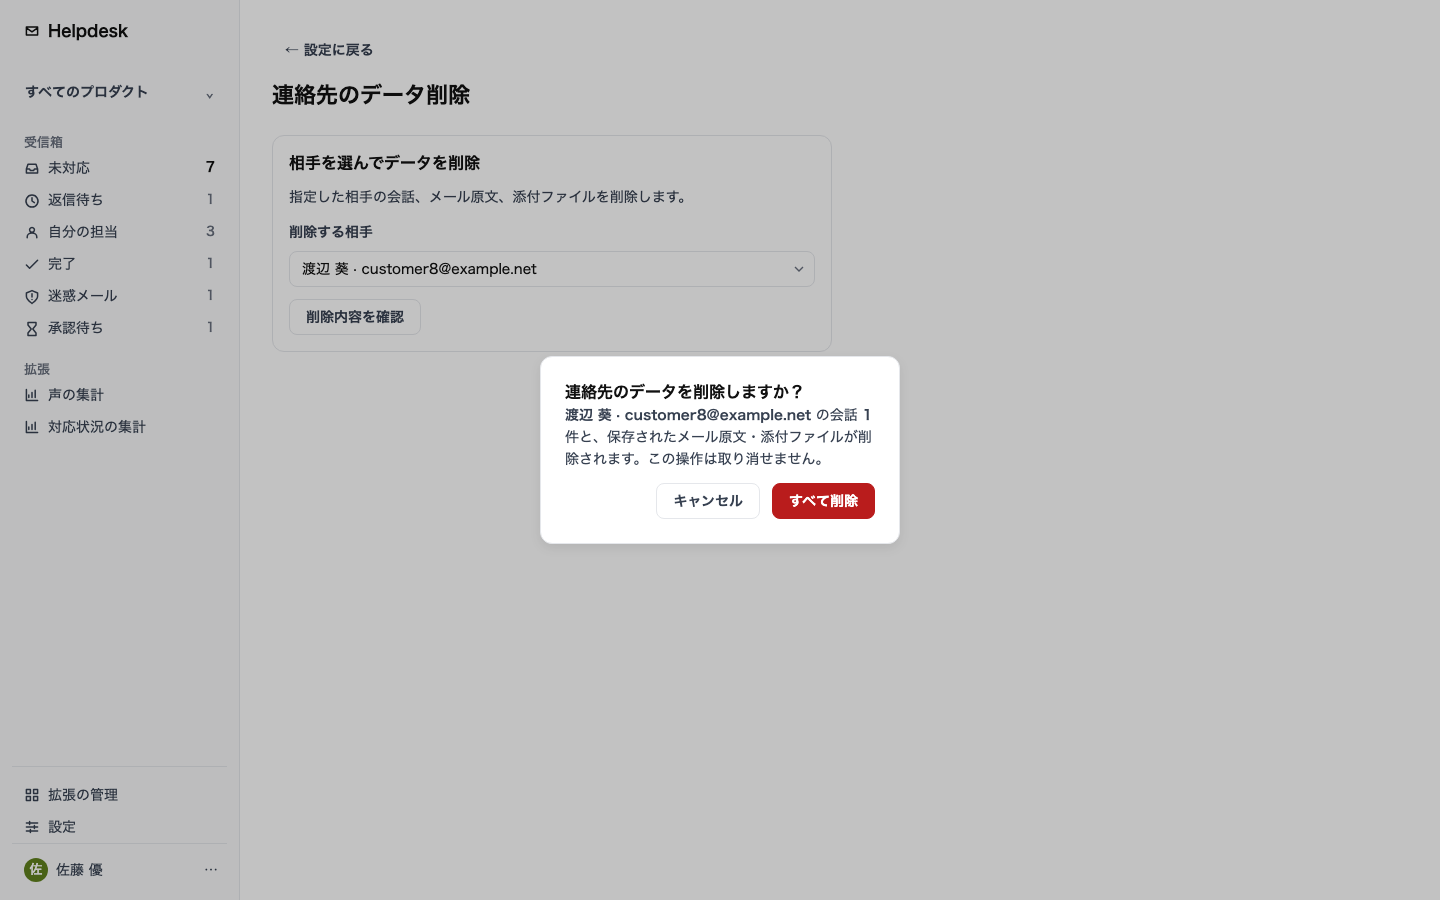 Helpdesk
すべてのプロダクト
受信箱
未対応 7
返信待ち 1
自分の担当 3
完了 1
迷惑メール 1
承認待ち 1
拡張
声の集計
対応状況の集計
拡張の管理
設定
佐 佐藤 優 …
← 設定に戻る
連絡先のデータ削除
相手を選んでデータを削除
指定した相手の会話、メール原文、添付ファイルを削除します。
削除する相手
渡辺 葵 · customer8@example.net
削除内容を確認
連絡先のデータを削除しますか？
渡辺 葵 · customer8@example.net の会話 1
件と、保存されたメール原文・添付ファイルが削
除されます。この操作は取り消せません。
キャンセル すべて削除